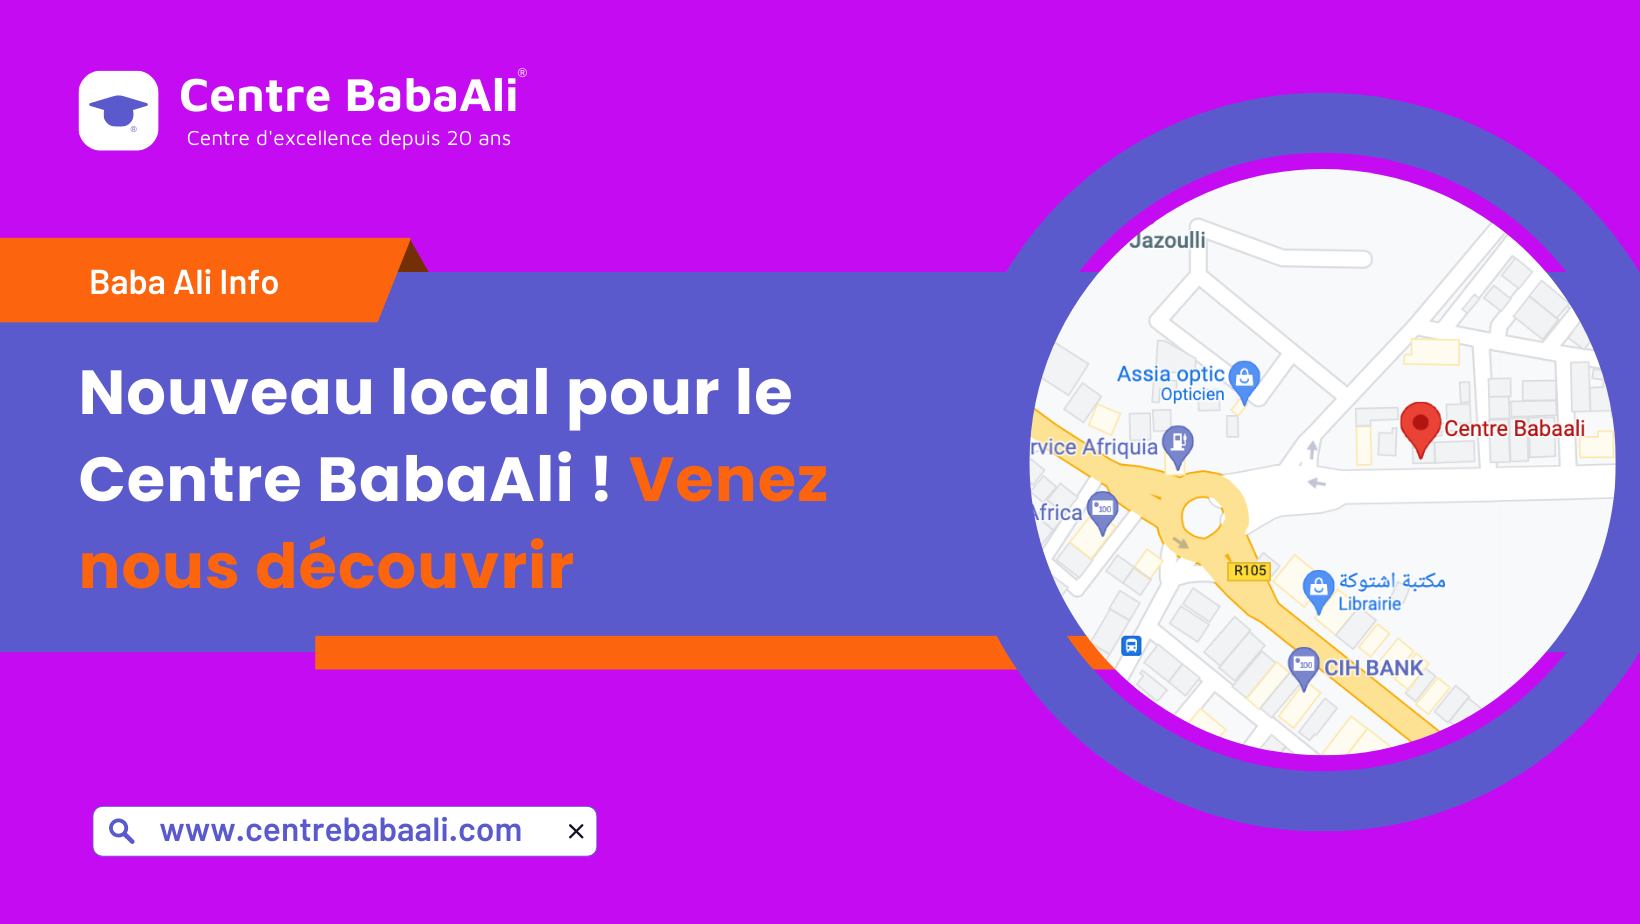 Centre BabaAli®
Centre d'excellence depuis 20 ans
®
Baba Ali Info
Nouveau local pour le
Centre BabaAli ! Venez
nous découvrir
www.centrebabaali.com
Jazoulli
Assia optic
Opticien
Centre Babaali
rvice Afriquia
frica
R105
مكتبة اشتوكة
Librairie
CIH BANK